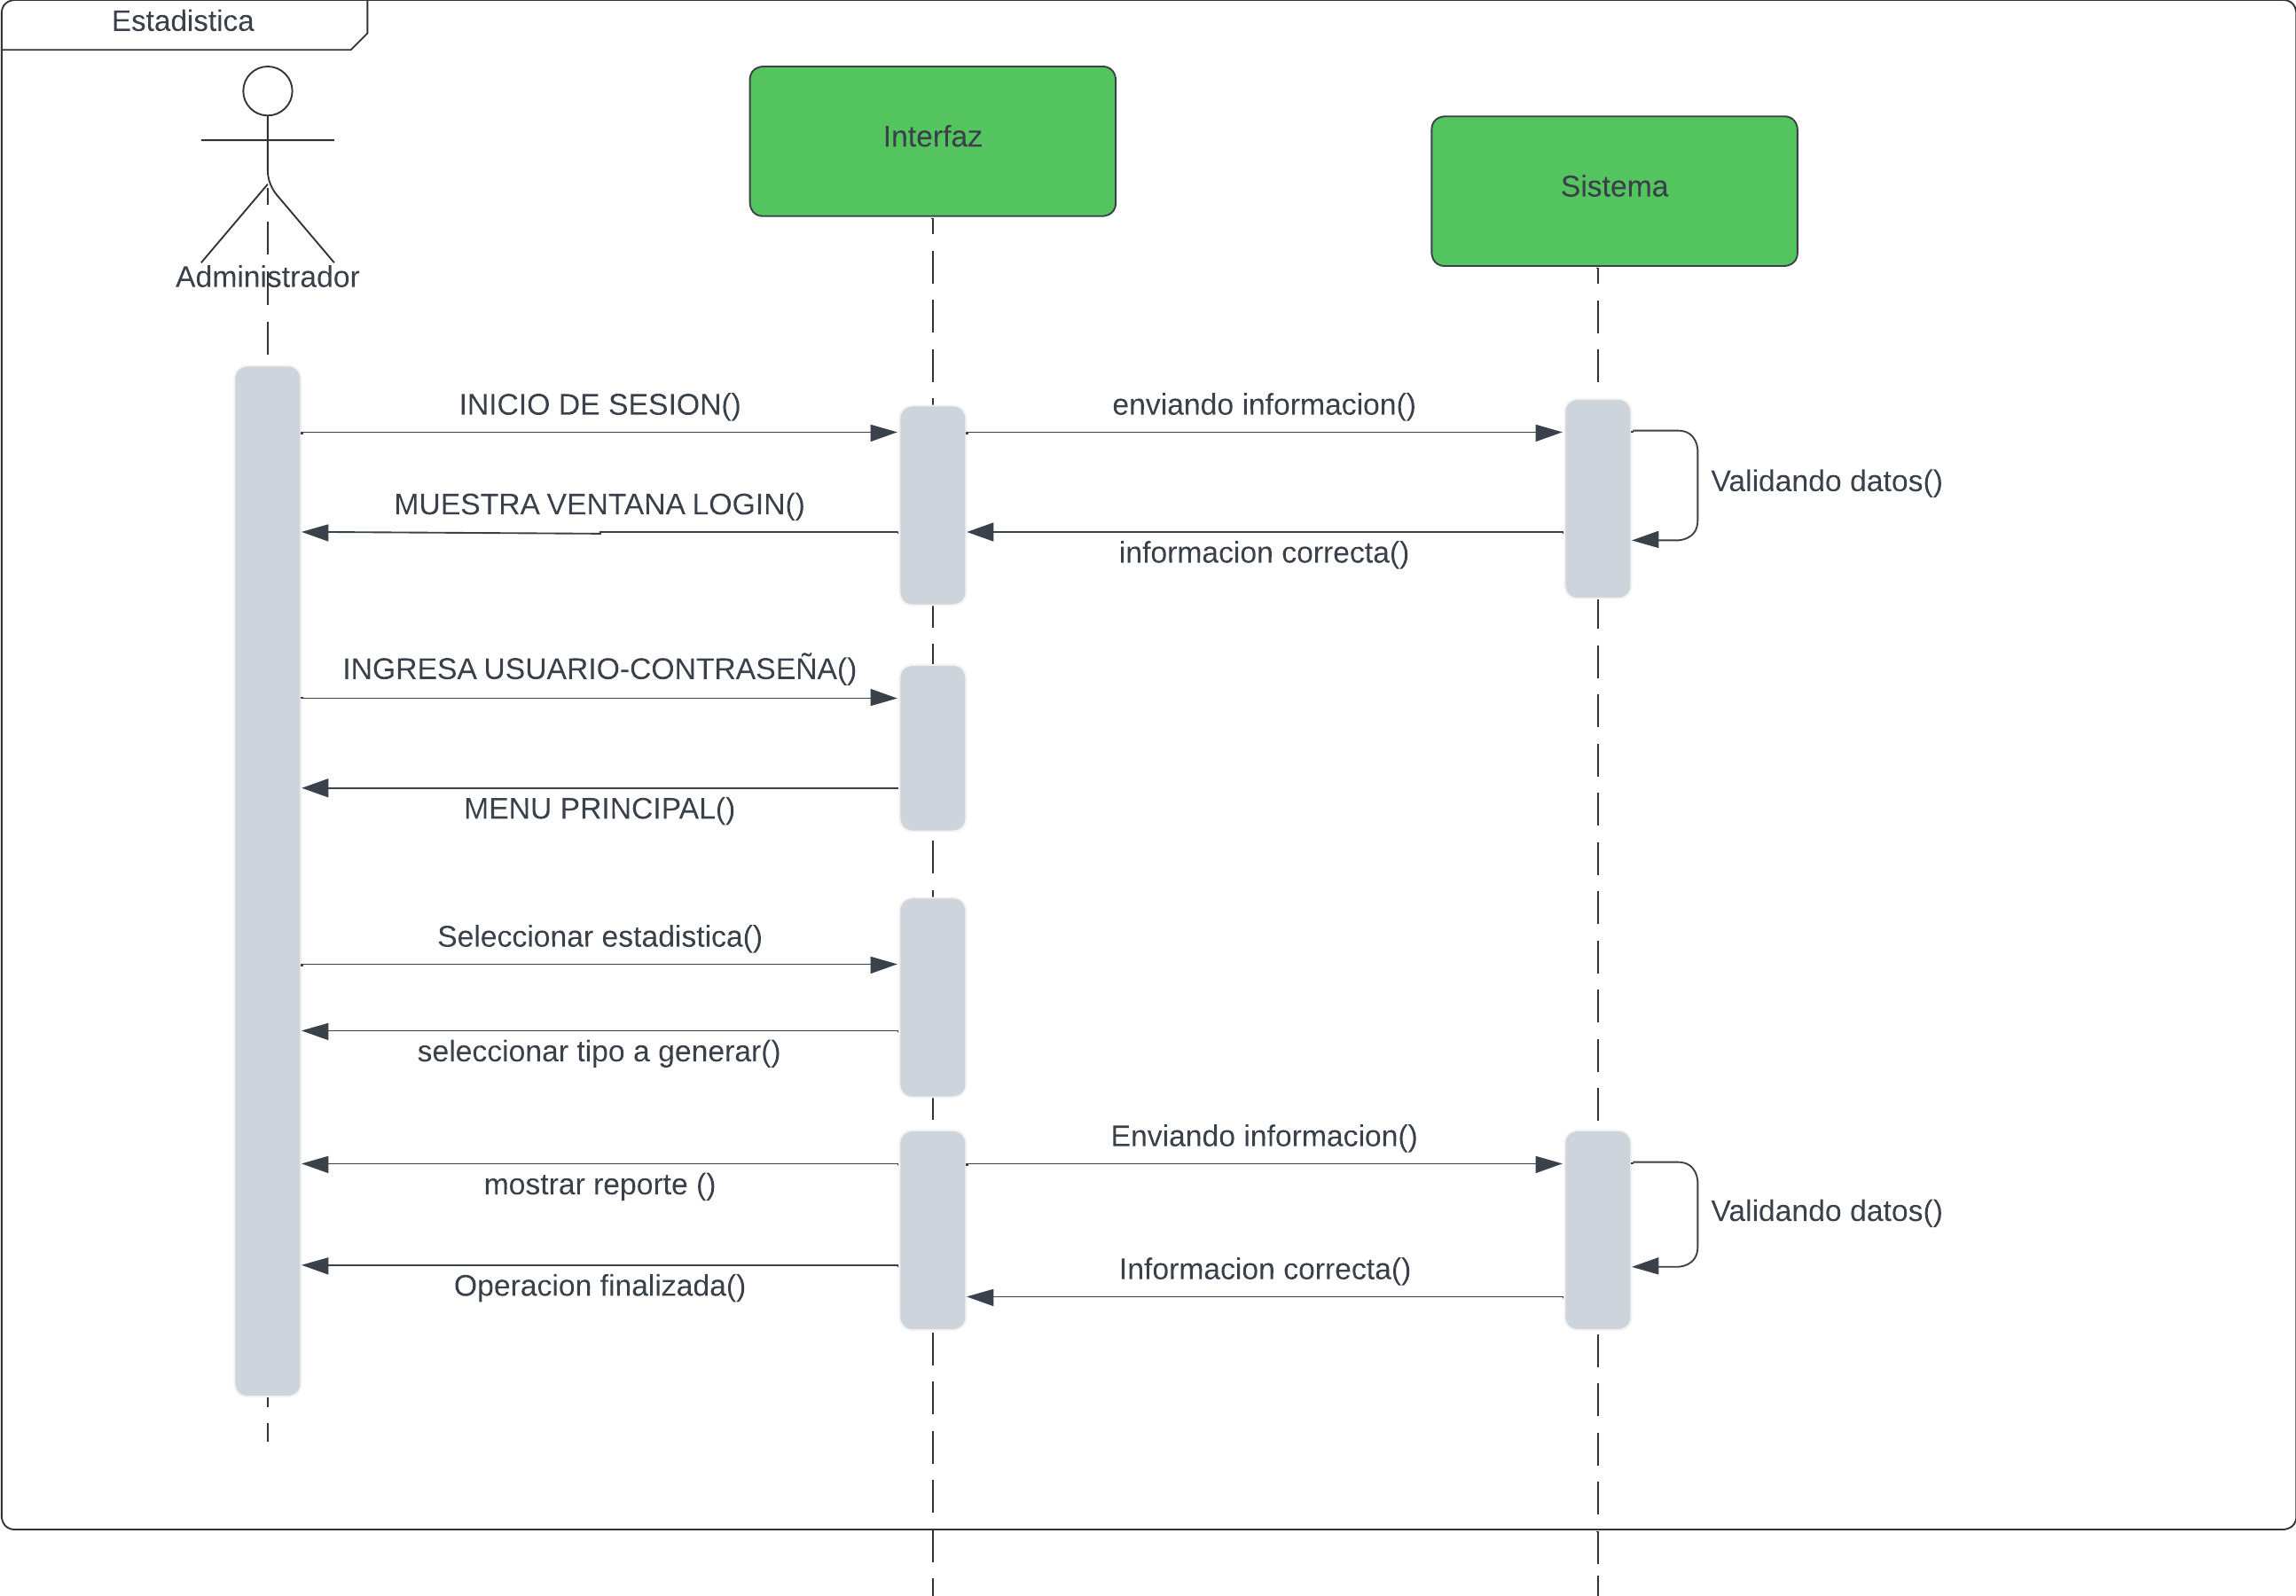 Estadistica
Interfaz
Sistema
Administrador
INICIO DE SESION()
enviando informacion()
Validando datos()
MUESTRA VENTANA LOGIN()
informacion correcta()
INGRESA USUARIO-CONTRASEÑA()
MENU PRINCIPAL()
Seleccionar estadistica()
seleccionar tipo a generar()
Enviando informacion()
mostrar reporte ()
Validando datos()
Informacion correcta()
Operacion finalizada()